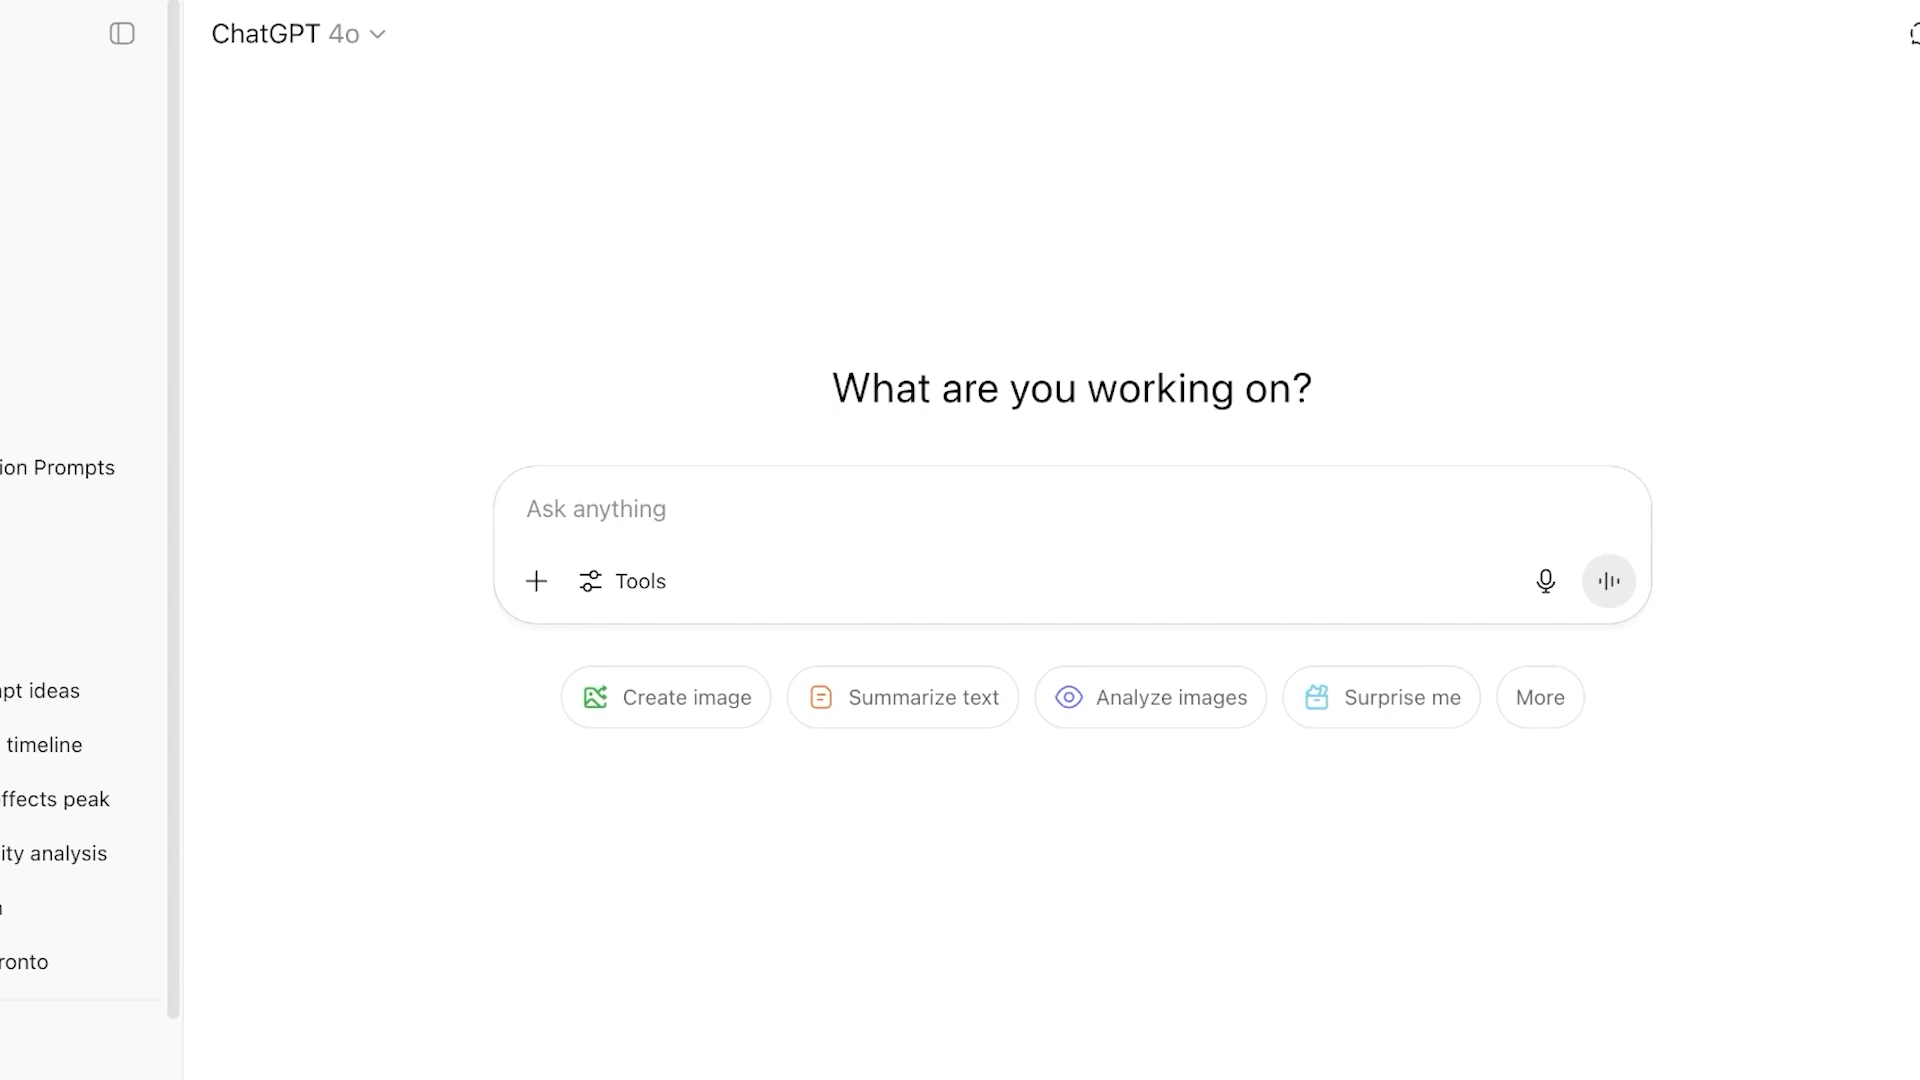 ChatGPT 4o
What are you working on?
Ask anything
Tools
Create image
Summarize text
Analyze images
Surprise me
More
ion Prompts
pt ideas
timeline
ffects peak
ity analysis
ronto